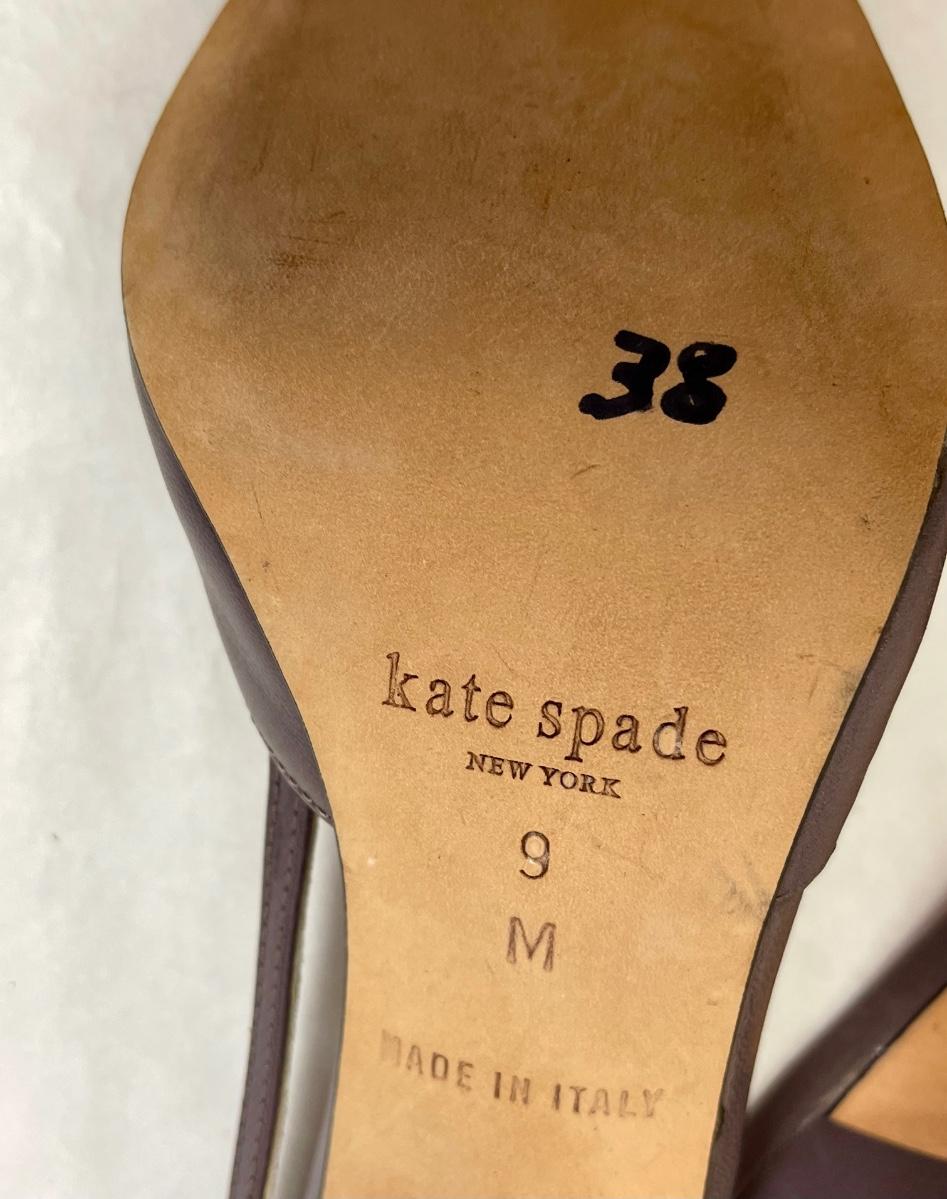 38
kate spade
NEW YORK
9
M
MADE IN ITALY